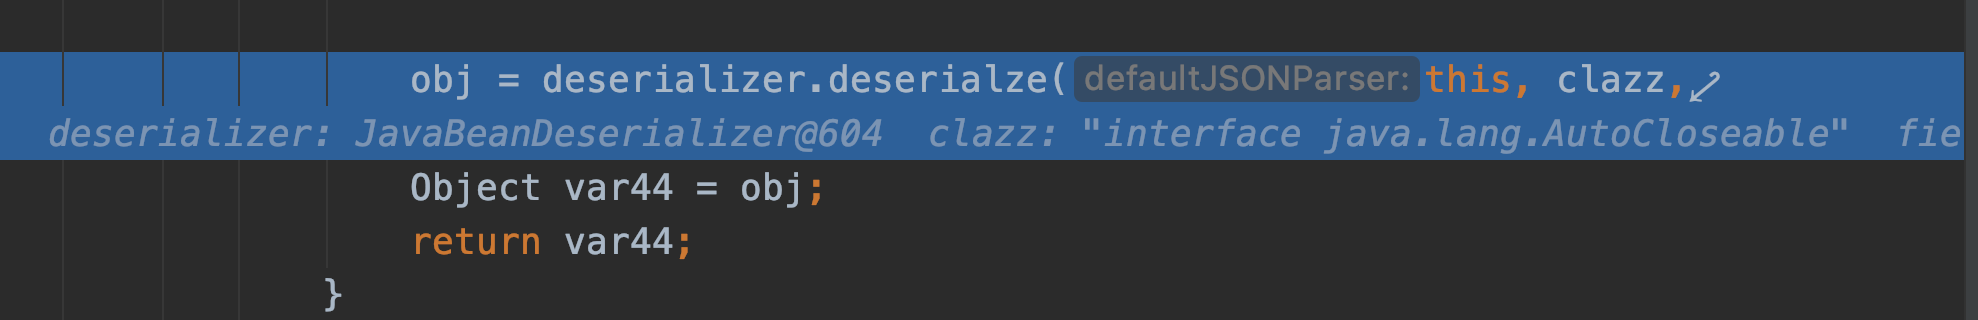 obj = deserializer.deserialze( defaultJSONParser: this, clazz,
deserializer: JavaBeanDeserializer@604 clazz: "interface java.lang.AutoCloseable" fie
Object var44 = obj;
return var44;
}